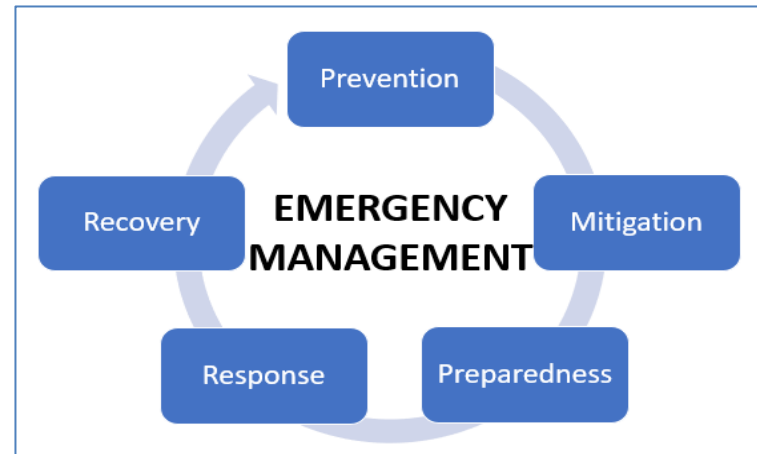 Prevention
Mitigation
Preparedness
Response
Recovery
EMERGENCY
MANAGEMENT